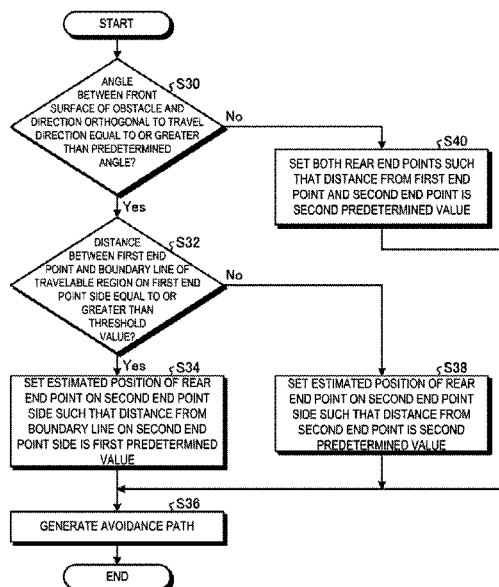 START
S30
ANGLE
BETWEEN FRONT
SURFACE OF OBSTACLE AND
DIRECTION ORTHOGONAL TO TRAVEL
DIRECTION EQUAL TO OR GREATER
THAN PREDETERMINED
ANGLE?
No
S40
SET BOTH REAR END POINTS SUCH
THAT DISTANCE FROM FIRST END
POINT AND SECOND END POINT IS
SECOND PREDETERMINED VALUE
Yes
S32
DISTANCE
BETWEEN FIRST END
POINT AND BOUNDARY LINE OF
TRAVELABLE REGION ON FIRST END
POINT SIDE EQUAL TO OR
GREATER THAN
THRESHOLD
VALUE?
No
Yes
S34
SET ESTIMATED POSITION OF REAR
END POINT ON SECOND END POINT
SIDE SUCH THAT DISTANCE FROM
BOUNDARY LINE ON SECOND END
POINT SIDE IS FIRST PREDETERMINED
VALUE
S38
SET ESTIMATED POSITION OF REAR
END POINT ON SECOND END POINT
SIDE SUCH THAT DISTANCE FROM
SECOND END POINT IS SECOND
PREDETERMINED VALUE
S36
GENERATE AVOIDANCE PATH
END